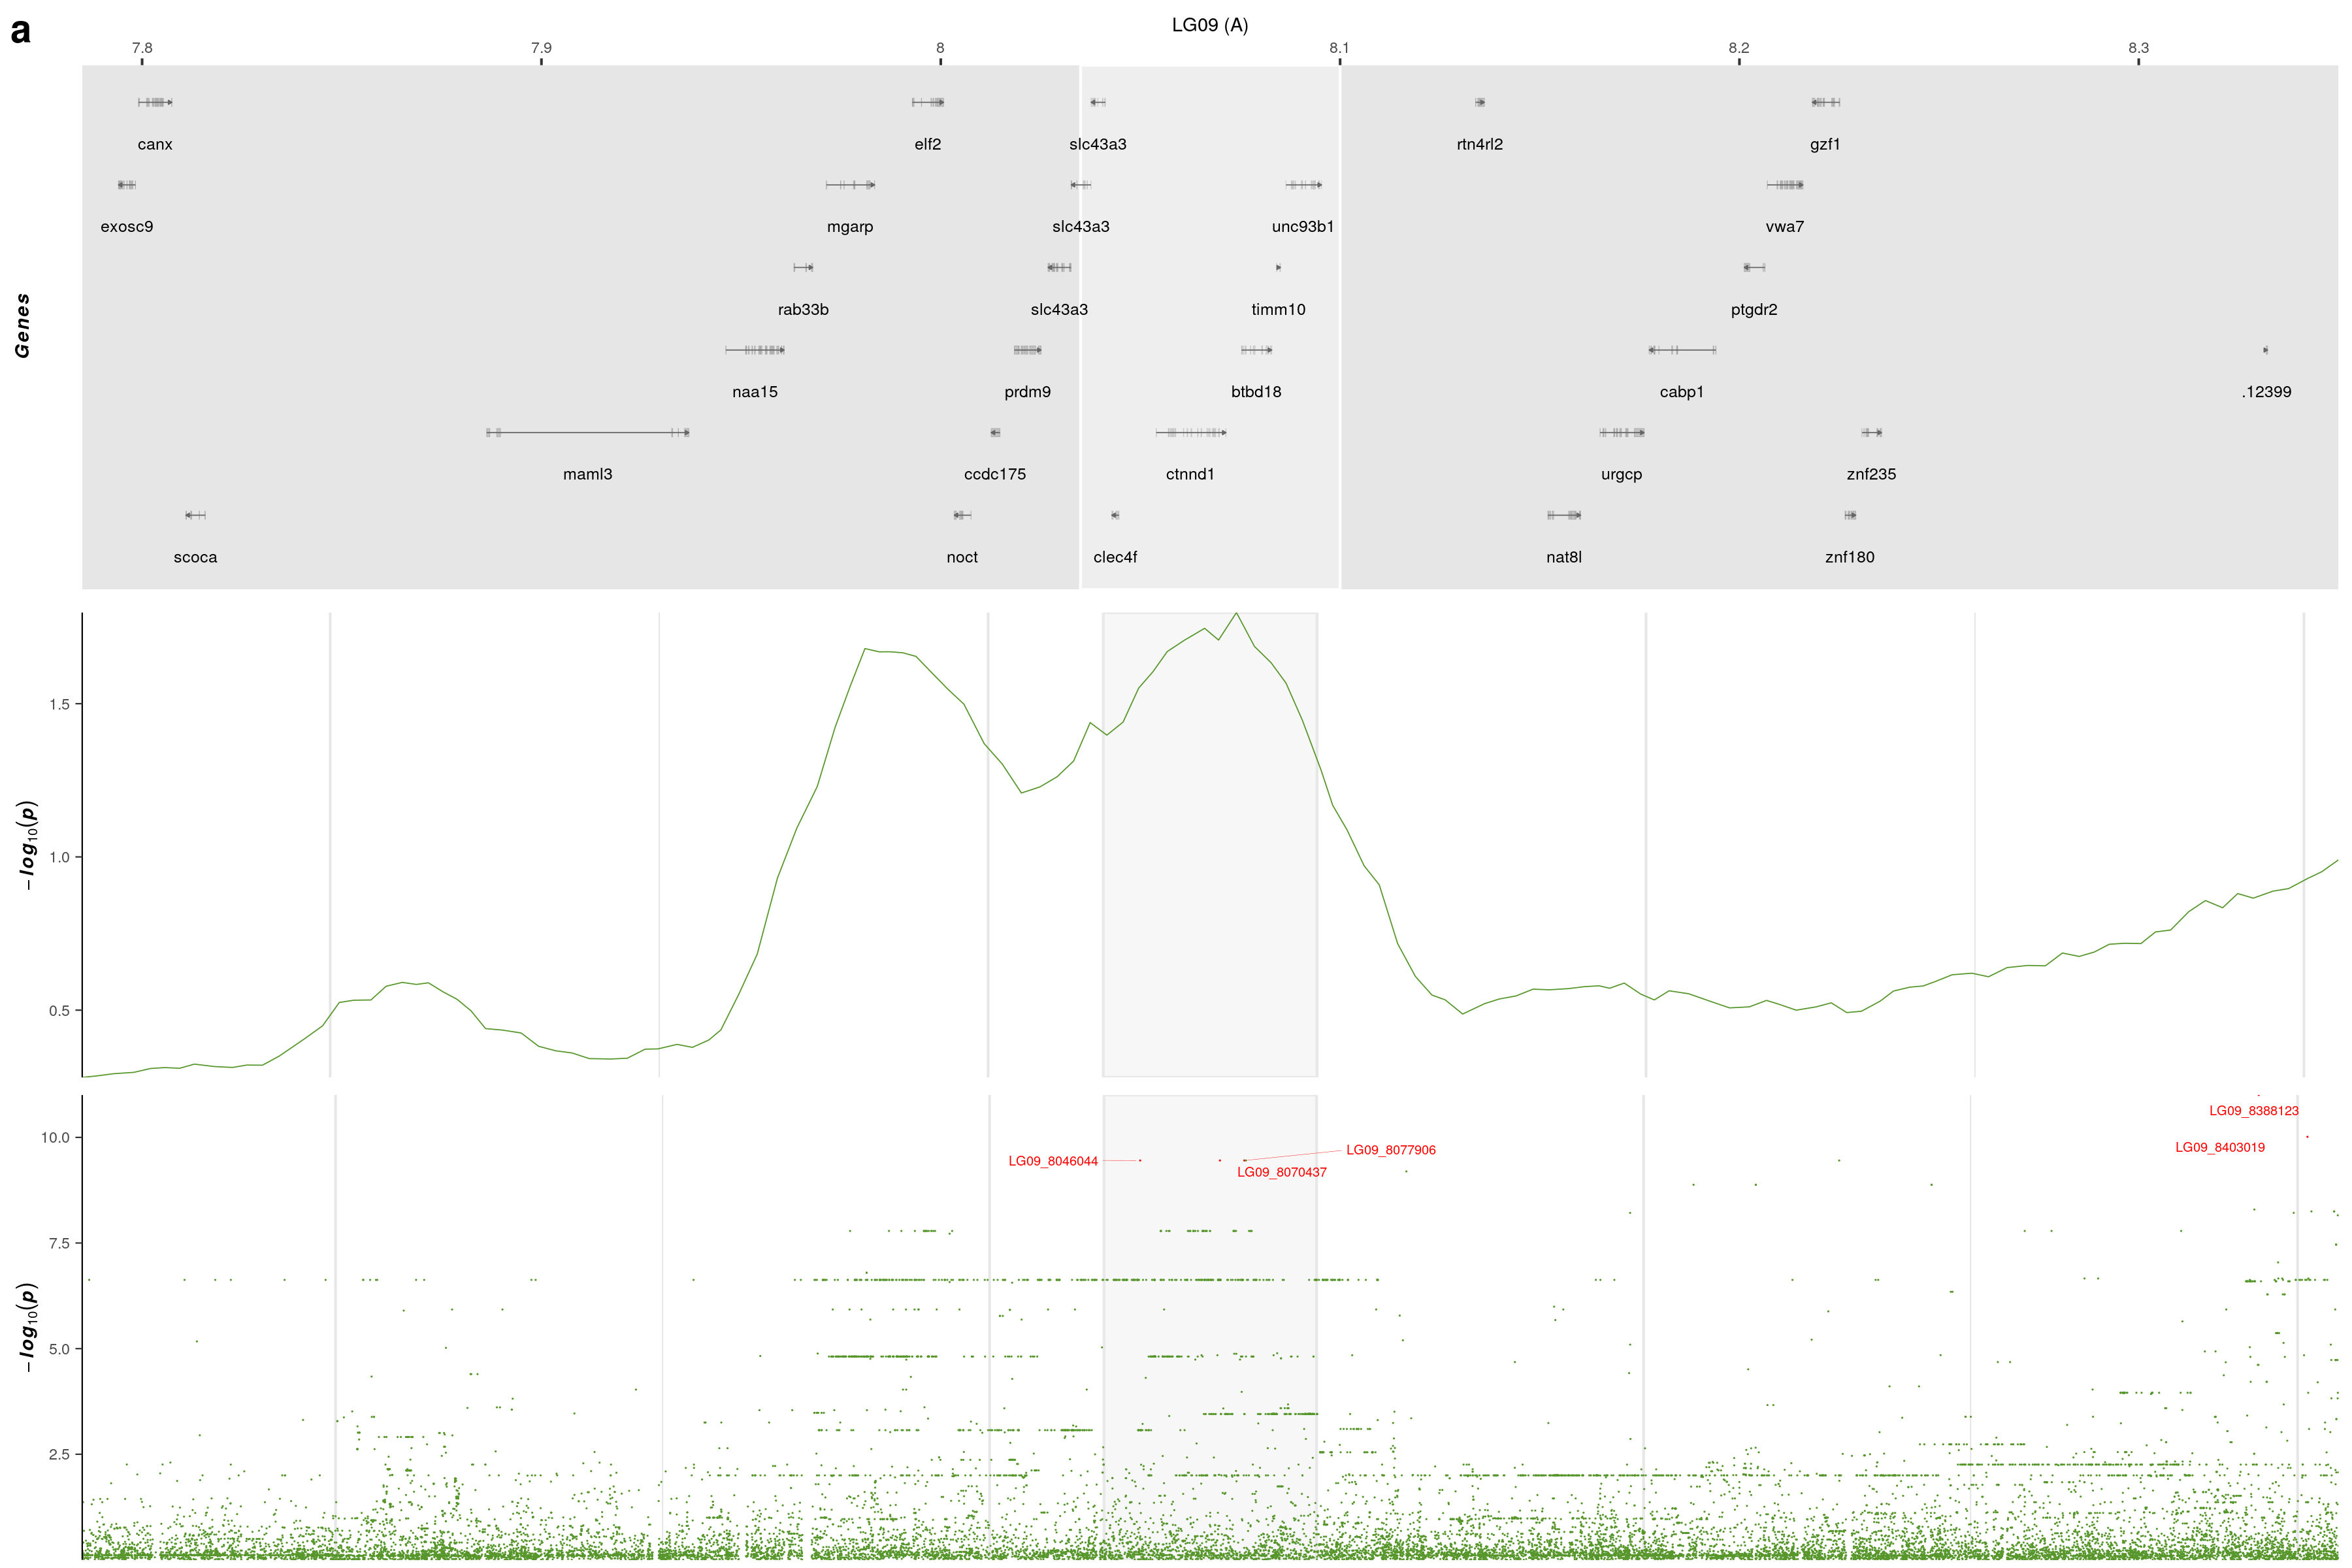 a
LG09 (A)
7.8 7.9 8 8.1 8.2 8.3
Genes
canx elf2 slc43a3 rtn4rl2 gzf1
exosc9 mgarp slc43a3 unc93b1 vwa7
rab33b slc43a3 timm10 ptgdr2
naa15 prdm9 btbd18 cabp1 .12399
maml3 ccdc175 ctnnd1 urgcp znf235
scoca noct clec4f nat8l znf180
−log10(p)
1.5
1.0
0.5
−log10(p)
10.0
7.5
5.0
2.5
LG09_8388123
LG09_8403019
LG09_8046044
LG09_8077906
LG09_8070437